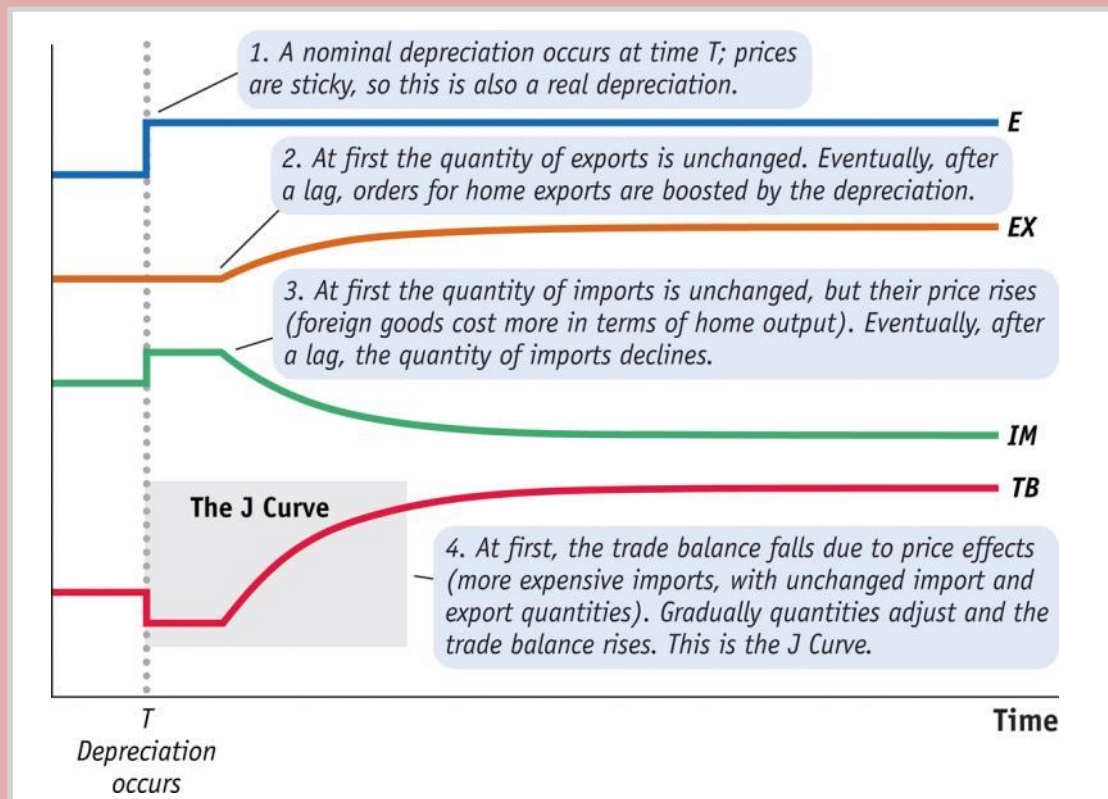 1. A nominal depreciation occurs at time T; prices
are sticky, so this is also a real depreciation.
E
2. At first the quantity of exports is unchanged. Eventually, after
a lag, orders for home exports are boosted by the depreciation.
EX
3. At first the quantity of imports is unchanged, but their price rises
(foreign goods cost more in terms of home output). Eventually, after
a lag, the quantity of imports declines.
IM
TB
The J Curve
4. At first, the trade balance falls due to price effects
(more expensive imports, with unchanged import and
export quantities). Gradually quantities adjust and the
trade balance rises. This is the J Curve.
T
Depreciation
occurs
Time